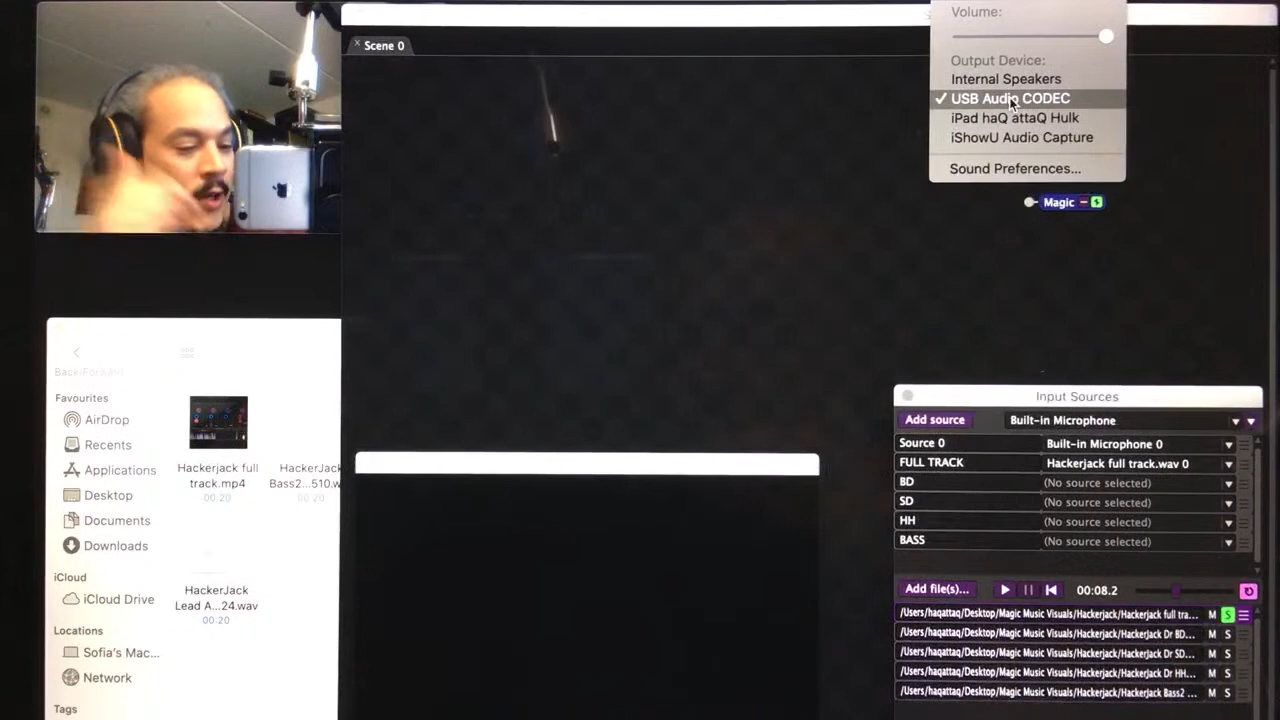 Volume:
Scene 0
Output Device:
Internal Speakers
✓ USB Audio CODEC
iPad haQ attaQ Hulk
iShowU Audio Capture
Sound Preferences...
Magic
Input Sources
Add source
Built-in Microphone
Source 0
Built-in Microphone 0
FULL TRACK
Hackerjack full track.wav 0
BD
(No source selected)
SD
(No source selected)
HH
(No source selected)
BASS
(No source selected)
Add file(s)...
00:08.2
/Users/haqattaq/Desktop/Magic Music Visuals/Hackerjack/Hackerjack full tra... M S
/Users/haqattaq/Desktop/Magic Music Visuals/Hackerjack/HackerJack Dr BD... M S
/Users/haqattaq/Desktop/Magic Music Visuals/Hackerjack/HackerJack Dr SD... M S
/Users/haqattaq/Desktop/Magic Music Visuals/Hackerjack/HackerJack Dr HH... M S
/Users/haqattaq/Desktop/Magic Music Visuals/Hackerjack/HackerJack Bass2 ... M S
Back/Forward
Favourites
AirDrop
Recents
Applications
Desktop
Documents
Downloads
iCloud
iCloud Drive
Locations
Sofia's Mac...
Network
Tags
Hackerjack full
track.mp4
00:20
HackerJac
Bass2...510.w
00:20
HackerJack
Lead A...24.wav
00:20